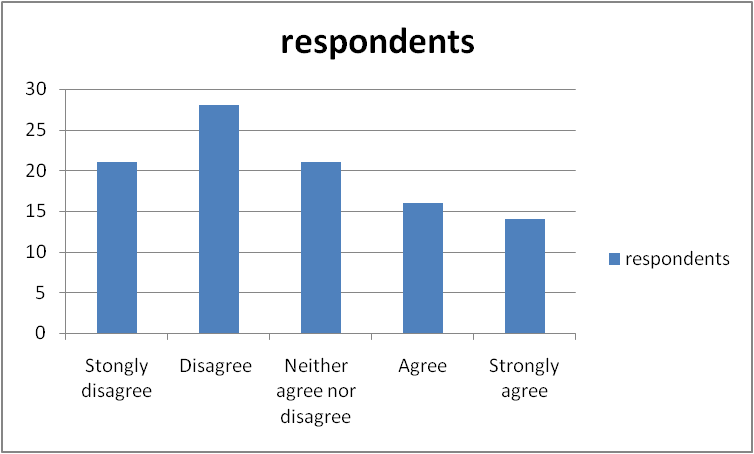 respondents
30
25
20
15
10
5
0
Stongly
disagree
Disagree
Neither
agree nor
disagree
Agree
Strongly
agree
respondents